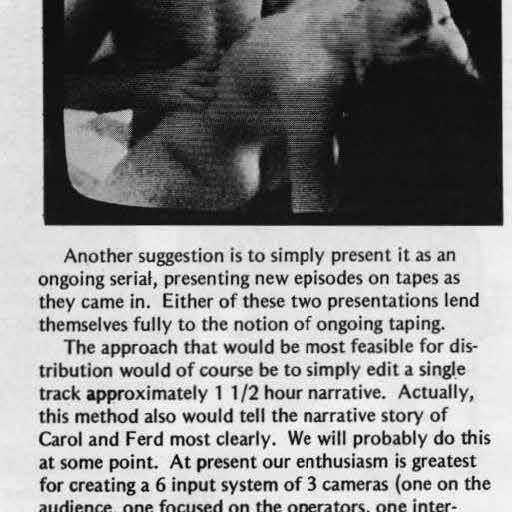 Another suggestion is to simply present it as an
ongoing serial, presenting new episodes on tapes as
they came in. Either of these two presentations lend
themselves fully to the notion of ongoing taping.
The approach that would be most feasible for dis-
tribution would of course be to simply edit a single
track approximately 1 1/2 hour narrative. Actually,
this method also would tell the narrative story of
Carol and Ferd most clearly. We will probably do this
at some point. At present our enthusiasm is greatest
for creating a 6 input system of 3 cameras (one on the
audience, one focused on the operators, one inter-